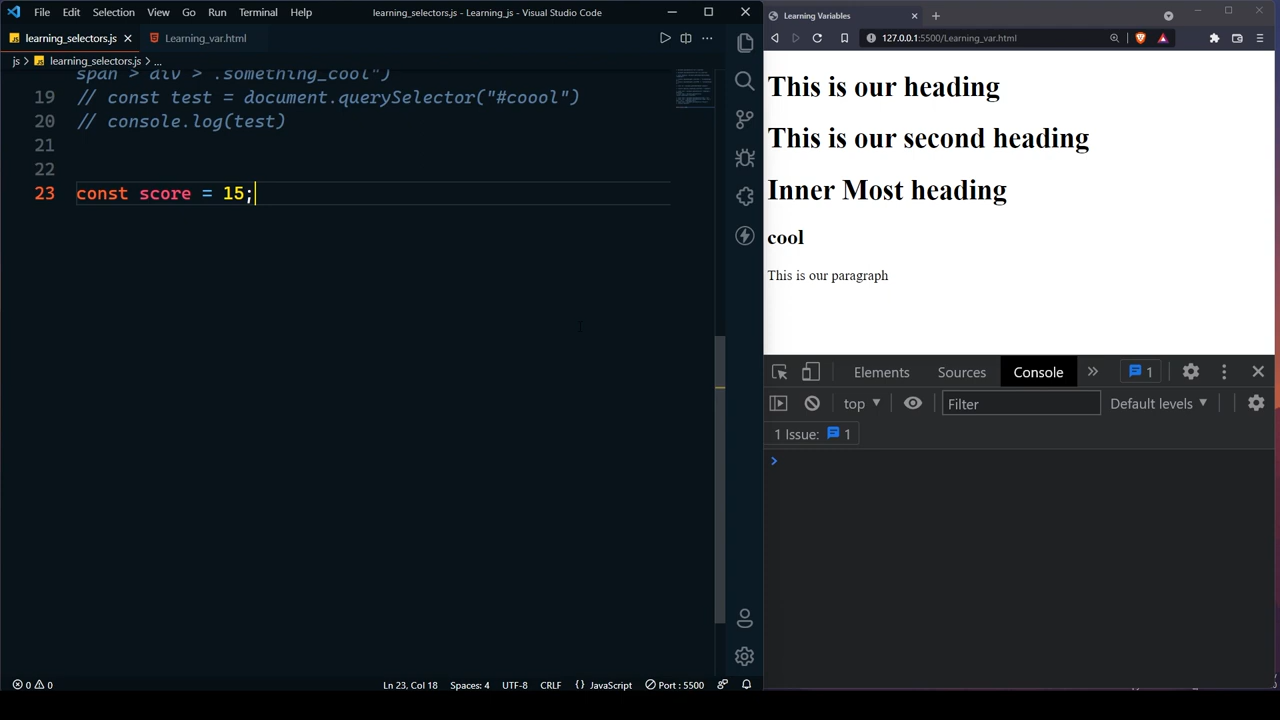 File Edit Selection View Go Run Terminal Help
learning_selectors.js - Learning_js - Visual Studio Code
learning_selectors.js
Learning_var.html
js > learning_selectors.js > ...
span > div > .something_cool")
19 // const test = document.querySelector("#coool")
20 // console.log(test)
21
22
23 const score = 15;
0 0
Ln 23, Col 18 Spaces: 4 UTF-8 CRLF {} JavaScript Port : 5500
Learning Variables
127.0.0.1:5500/Learning_var.html
This is our heading
This is our second heading
Inner Most heading
cool
This is our paragraph
Elements Sources Console » 1
top Filter Default levels
1 Issue: 1
>